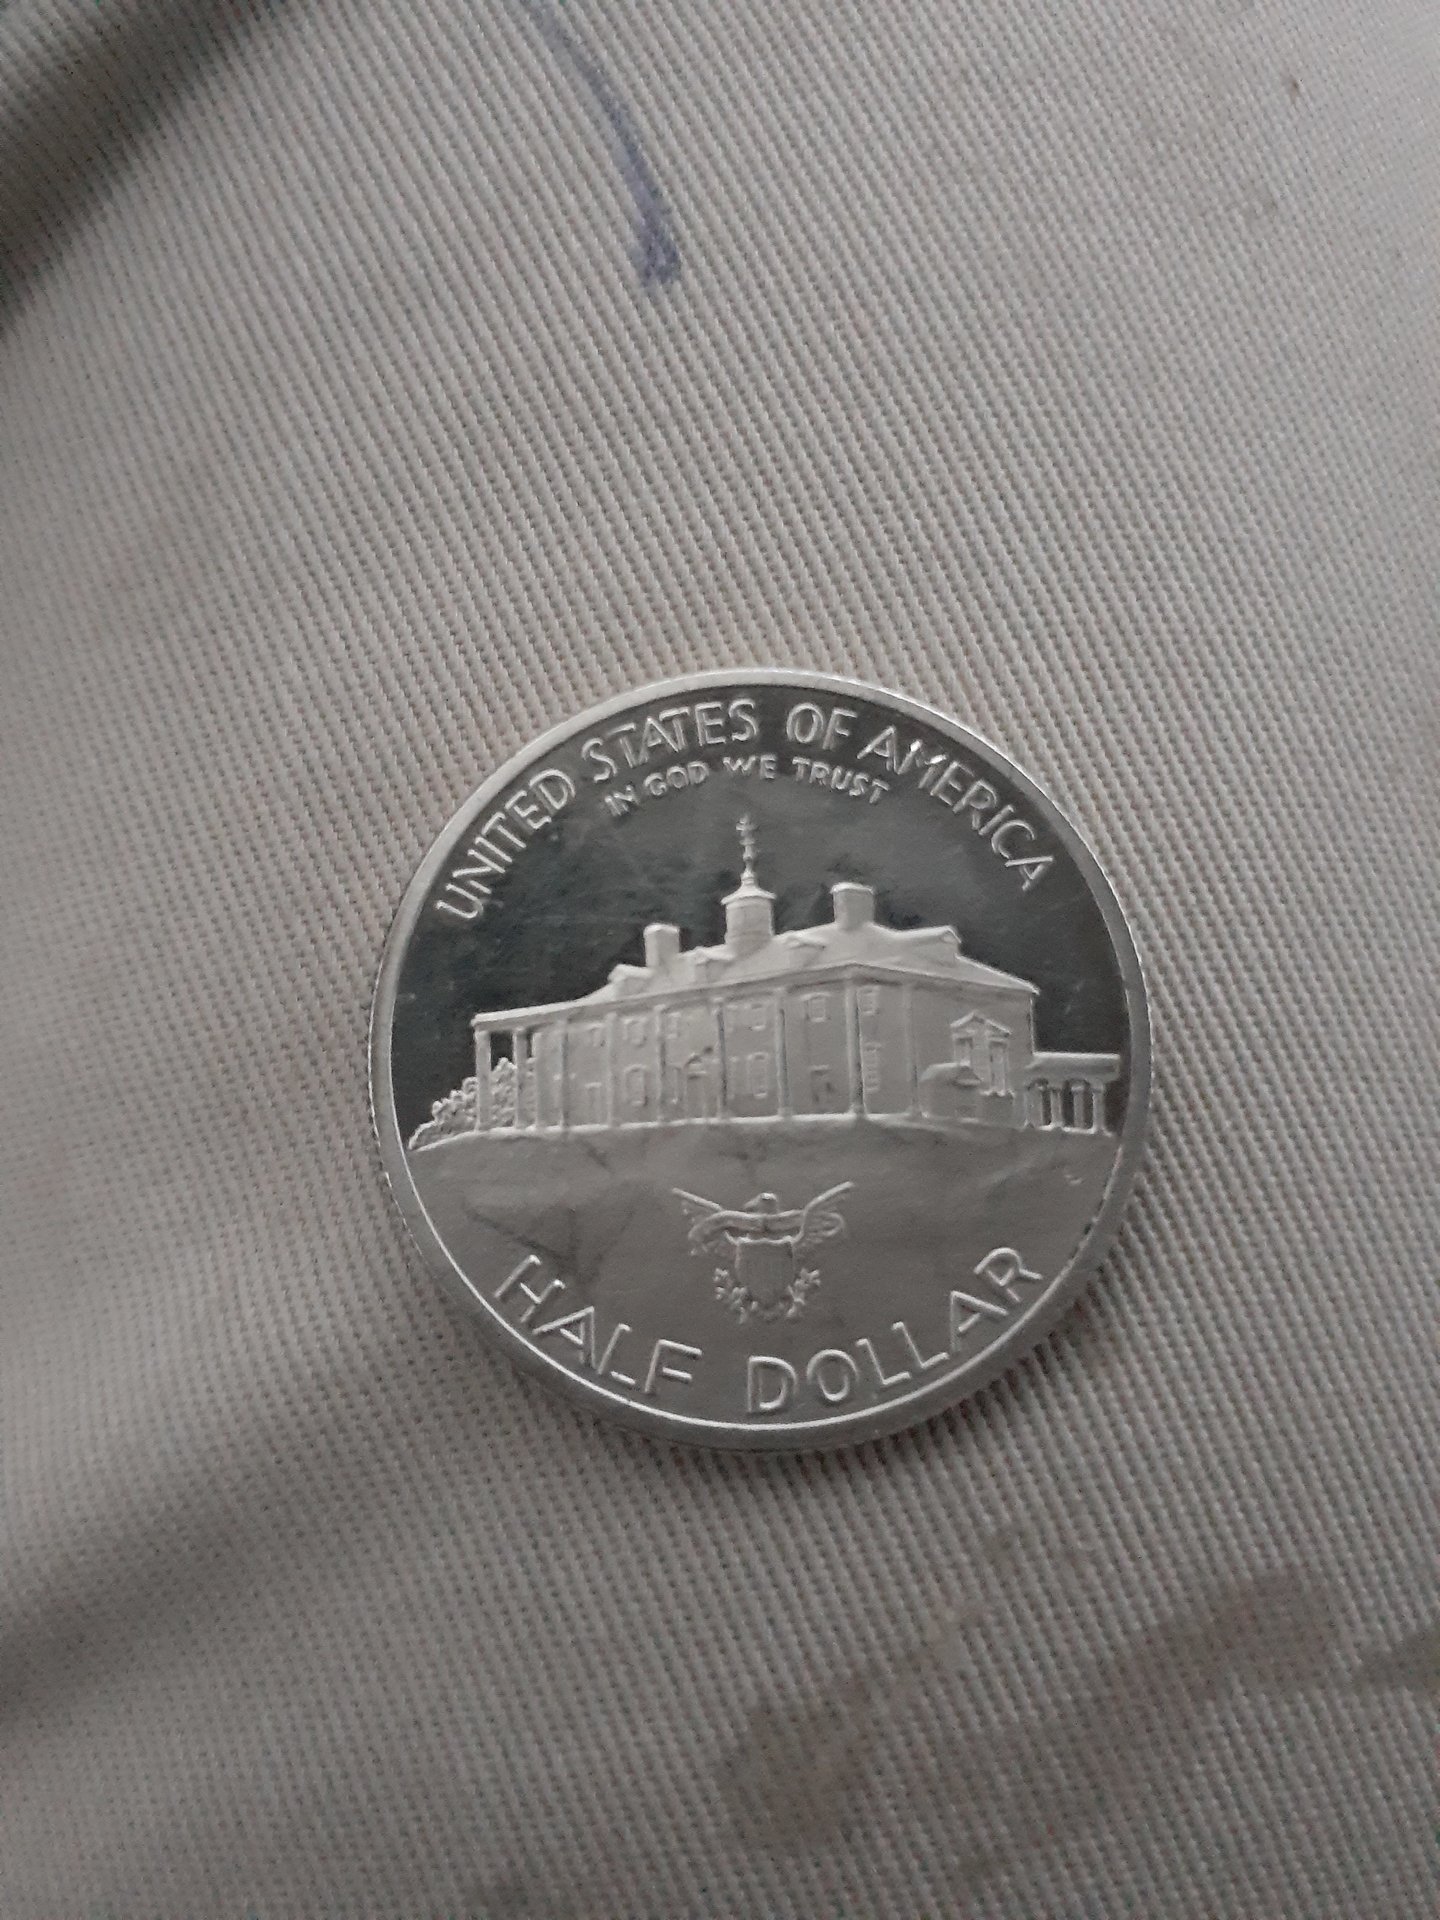 UNITED STATES OF AMERICA
IN GOD WE TRUST
HALF DOLLAR